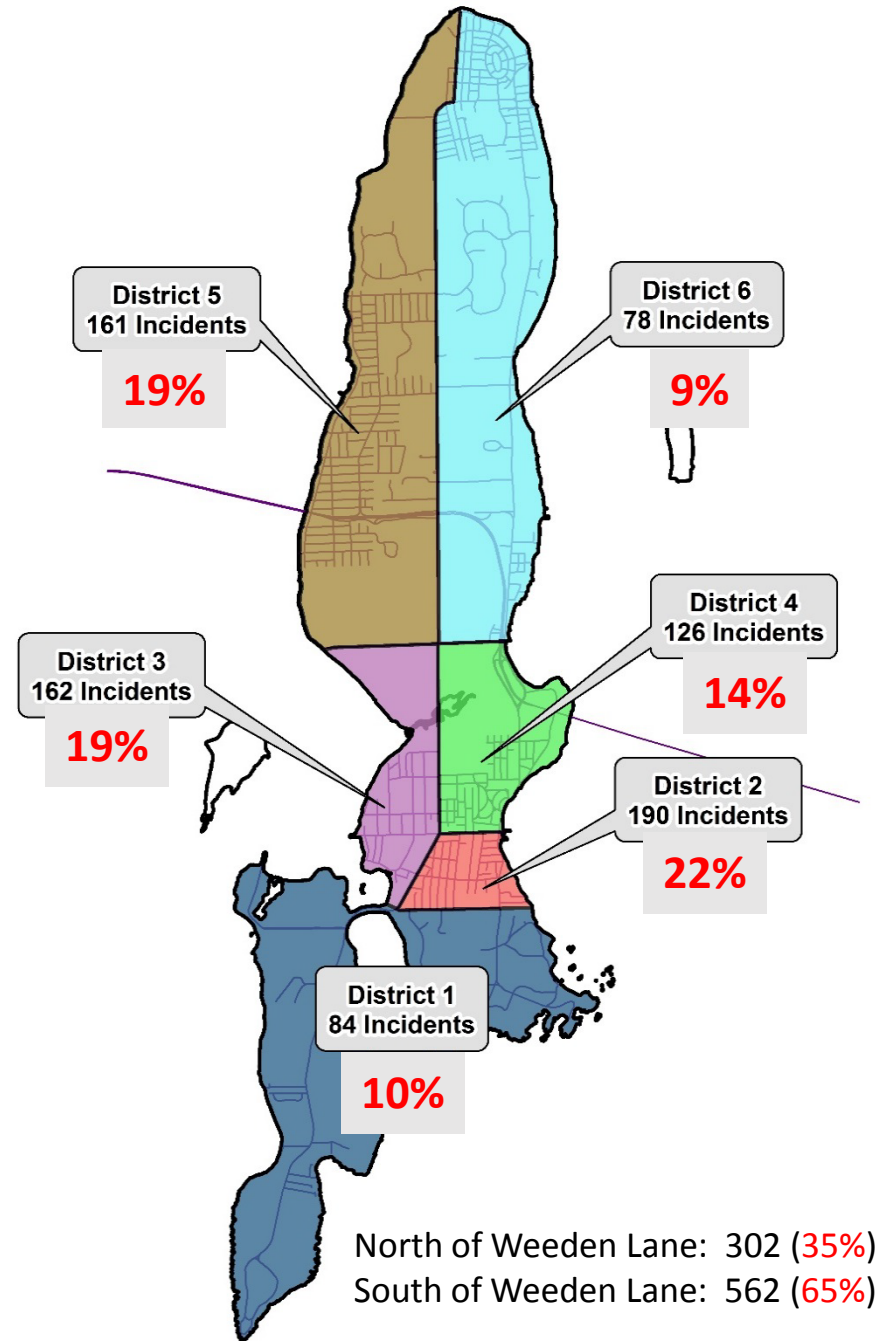 District 5
161 Incidents
19%
District 6
78 Incidents
9%
District 4
126 Incidents
14%
District 3
162 Incidents
19%
District 2
190 Incidents
22%
District 1
84 Incidents
10%
North of Weeden Lane: 302 (35%)
South of Weeden Lane: 562 (65%)